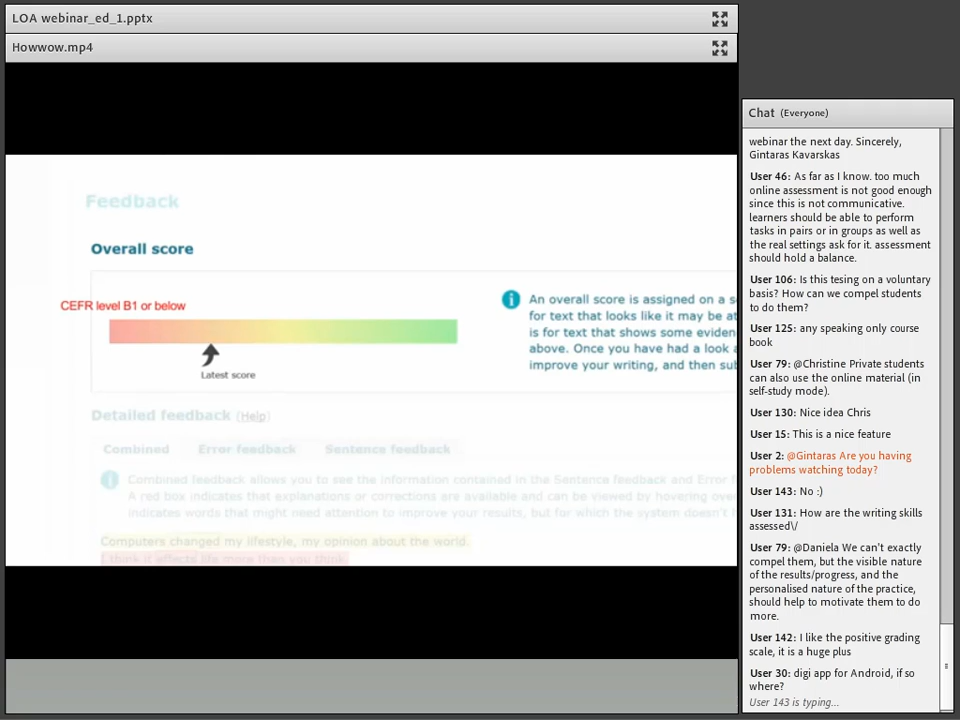 LOA webinar_ed_1.pptx
Howwow.mp4
Feedback
Overall score
CEFR level B1 or below
Latest score
An overall score is assigned on a s
for text that looks like it may be at
is for text that shows some eviden
above. Once you have had a look a
improve your writing, and then sub
Detailed feedback (Help)
Combined
Error feedback
Sentence feedback
Combined feedback allows you to see the information contained in the Sentence feedback and Error f
A red box indicates that explanations or corrections are available and can be viewed by hovering ove
indicates words that might need attention to improve your results, but for which the system doesn't h
Computers changed my lifestyle, my opinion about the world.
I think it effects life more then you think.
Chat (Everyone)
webinar the next day. Sincerely,
Gintaras Kavarskas
User 46: As far as I know. too much
online assessment is not good enough
since this is not communicative.
learners should be able to perform
tasks in pairs or in groups as well as
the real settings ask for it. assessment
should hold a balance.
User 106: Is this tesing on a voluntary
basis? How can we compel students
to do them?
User 125: any speaking only course
book
User 79: @Christine Private students
can also use the online material (in
self-study mode).
User 130: Nice idea Chris
User 15: This is a nice feature
User 2: @Gintaras Are you having
problems watching today?
User 143: No :)
User 131: How are the writing skills
assessed\/
User 79: @Daniela We can't exactly
compel them, but the visible nature
of the results/progress, and the
personalised nature of the practice,
should help to motivate them to do
more.
User 142: I like the positive grading
scale, it is a huge plus
User 30: digi app for Android, if so
where?
User 143 is typing...